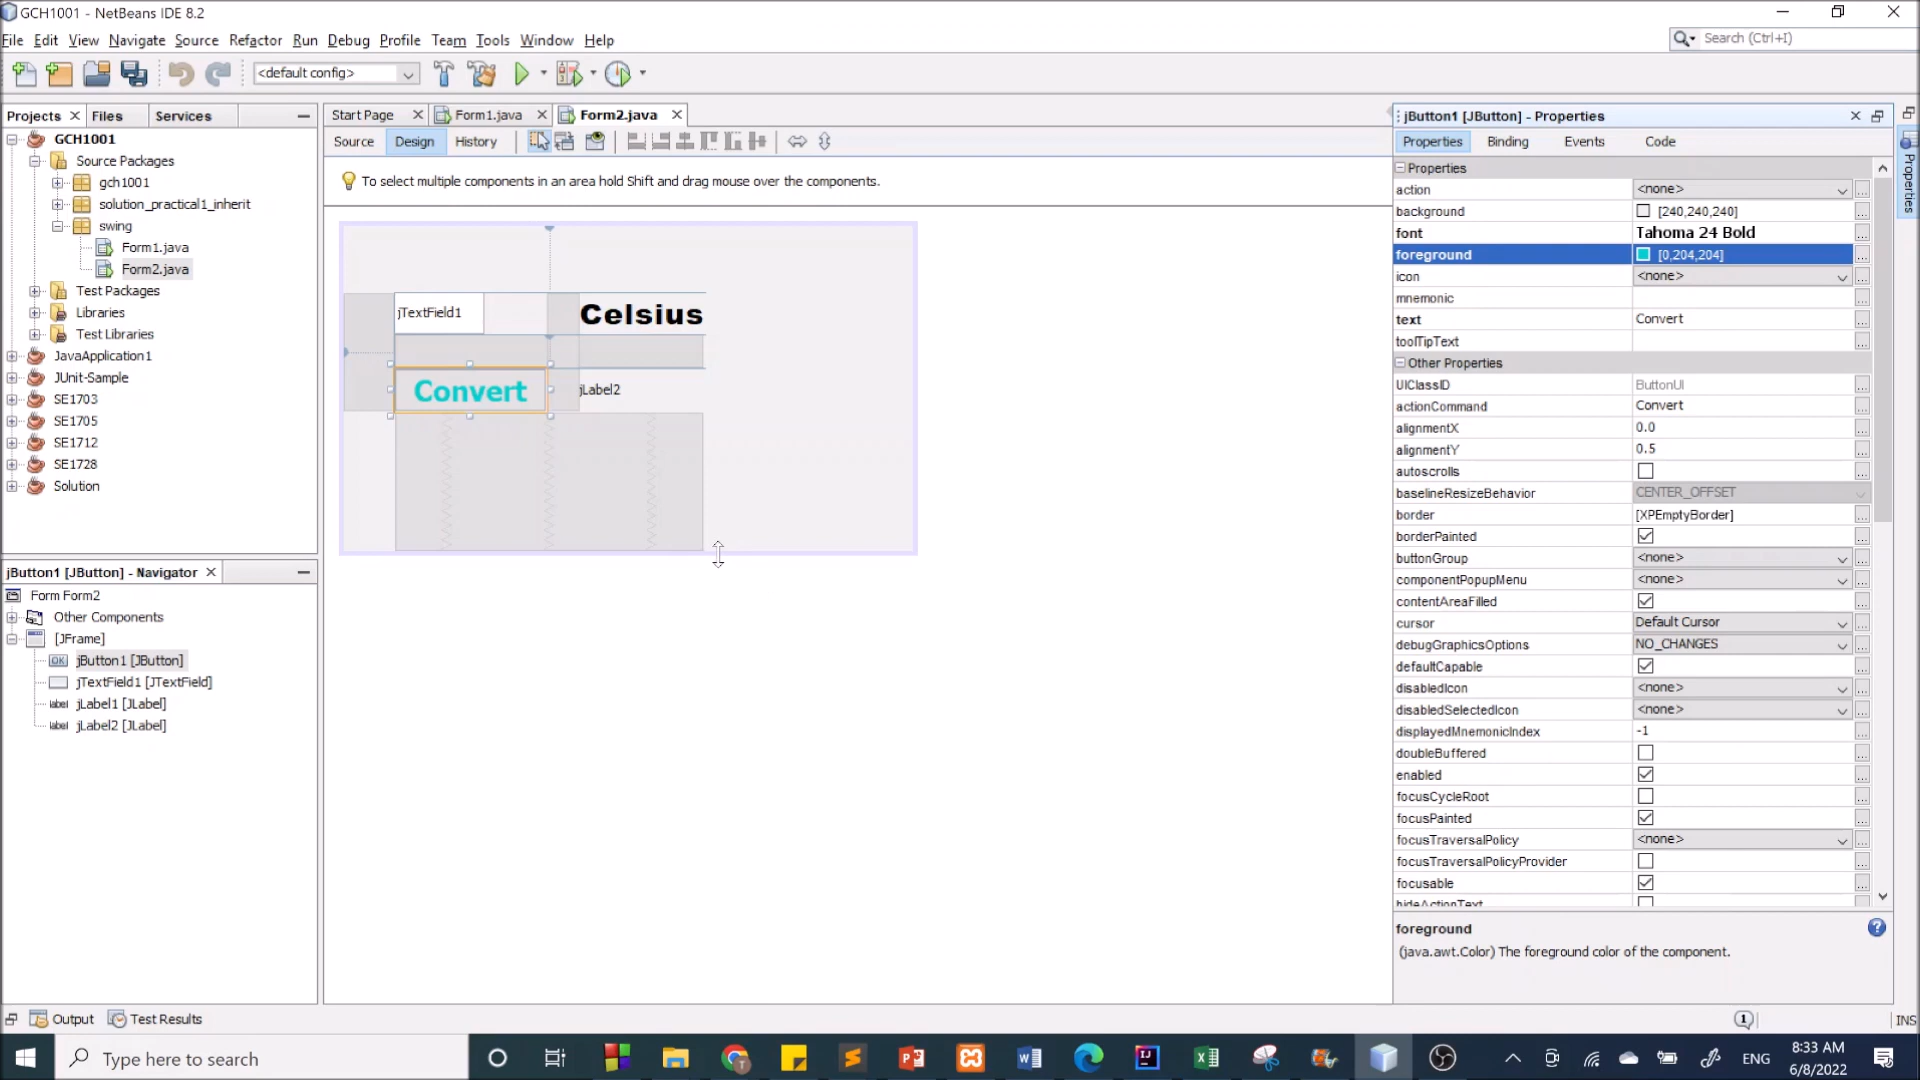 GCH1001 - NetBeans IDE 8.2
File Edit View Navigate Source Refactor Run Debug Profile Team Tools Window Help
Search (Ctrl+I)
<default config>
Projects Files Services
GCH1001
Source Packages
gch1001
solution_practical1_inherit
swing
Form1.java
Form2.java
Test Packages
Libraries
Test Libraries
JavaApplication1
JUnit-Sample
SE1703
SE1705
SE1712
SE1728
Solution
jButton1 [JButton] - Navigator
Form Form2
Other Components
[JFrame]
OK jButton1 [JButton]
jTextField1 [JTextField]
label jLabel1 [JLabel]
label jLabel2 [JLabel]
Start Page Form1.java Form2.java
Source Design History
To select multiple components in an area hold Shift and drag mouse over the components.
jTextField1 Celsius
Convert jLabel2
jButton1 [JButton] - Properties
Properties Binding Events Code
Properties
Properties
action <none>
background [240,240,240]
font Tahoma 24 Bold
foreground [0,204,204]
icon <none>
mnemonic
text Convert
toolTipText
Other Properties
UIClassID ButtonUI
actionCommand Convert
alignmentX 0.0
alignmentY 0.5
autoscrolls
baselineResizeBehavior CENTER_OFFSET
border [XPEmptyBorder]
borderPainted
buttonGroup <none>
componentPopupMenu <none>
contentAreaFilled
cursor Default Cursor
debugGraphicsOptions NO_CHANGES
defaultCapable
disabledIcon <none>
disabledSelectedIcon <none>
displayedMnemonicIndex -1
doubleBuffered
enabled
focusCycleRoot
focusPainted
focusTraversalPolicy <none>
focusTraversalPolicyProvider
focusable
hideActionText
foreground
(java.awt.Color) The foreground color of the component.
Output Test Results
1 INS
Type here to search
ENG
8:33 AM
6/8/2022